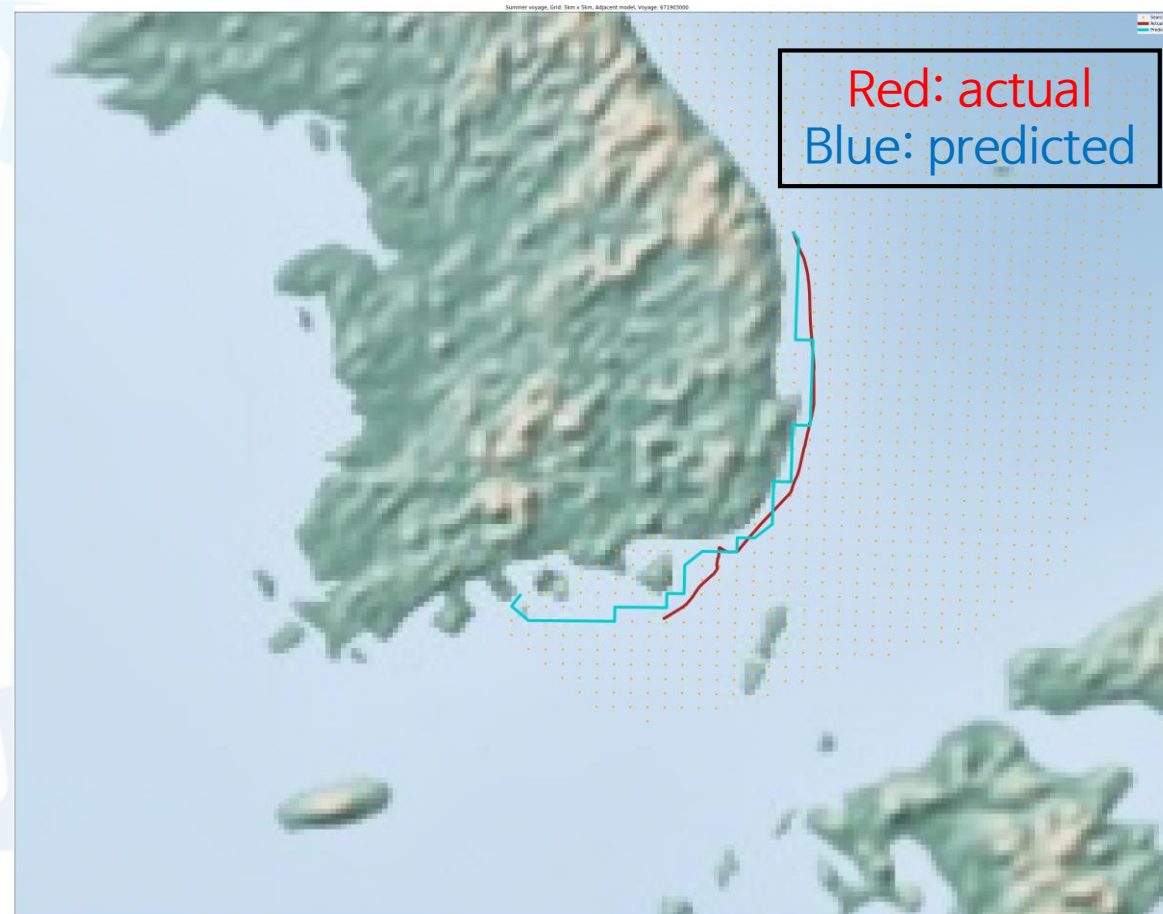 Summer voyage, Grid: 5km x 5km, Adjacent model, Voyage: 671903000
Red: actual
Blue: predicted